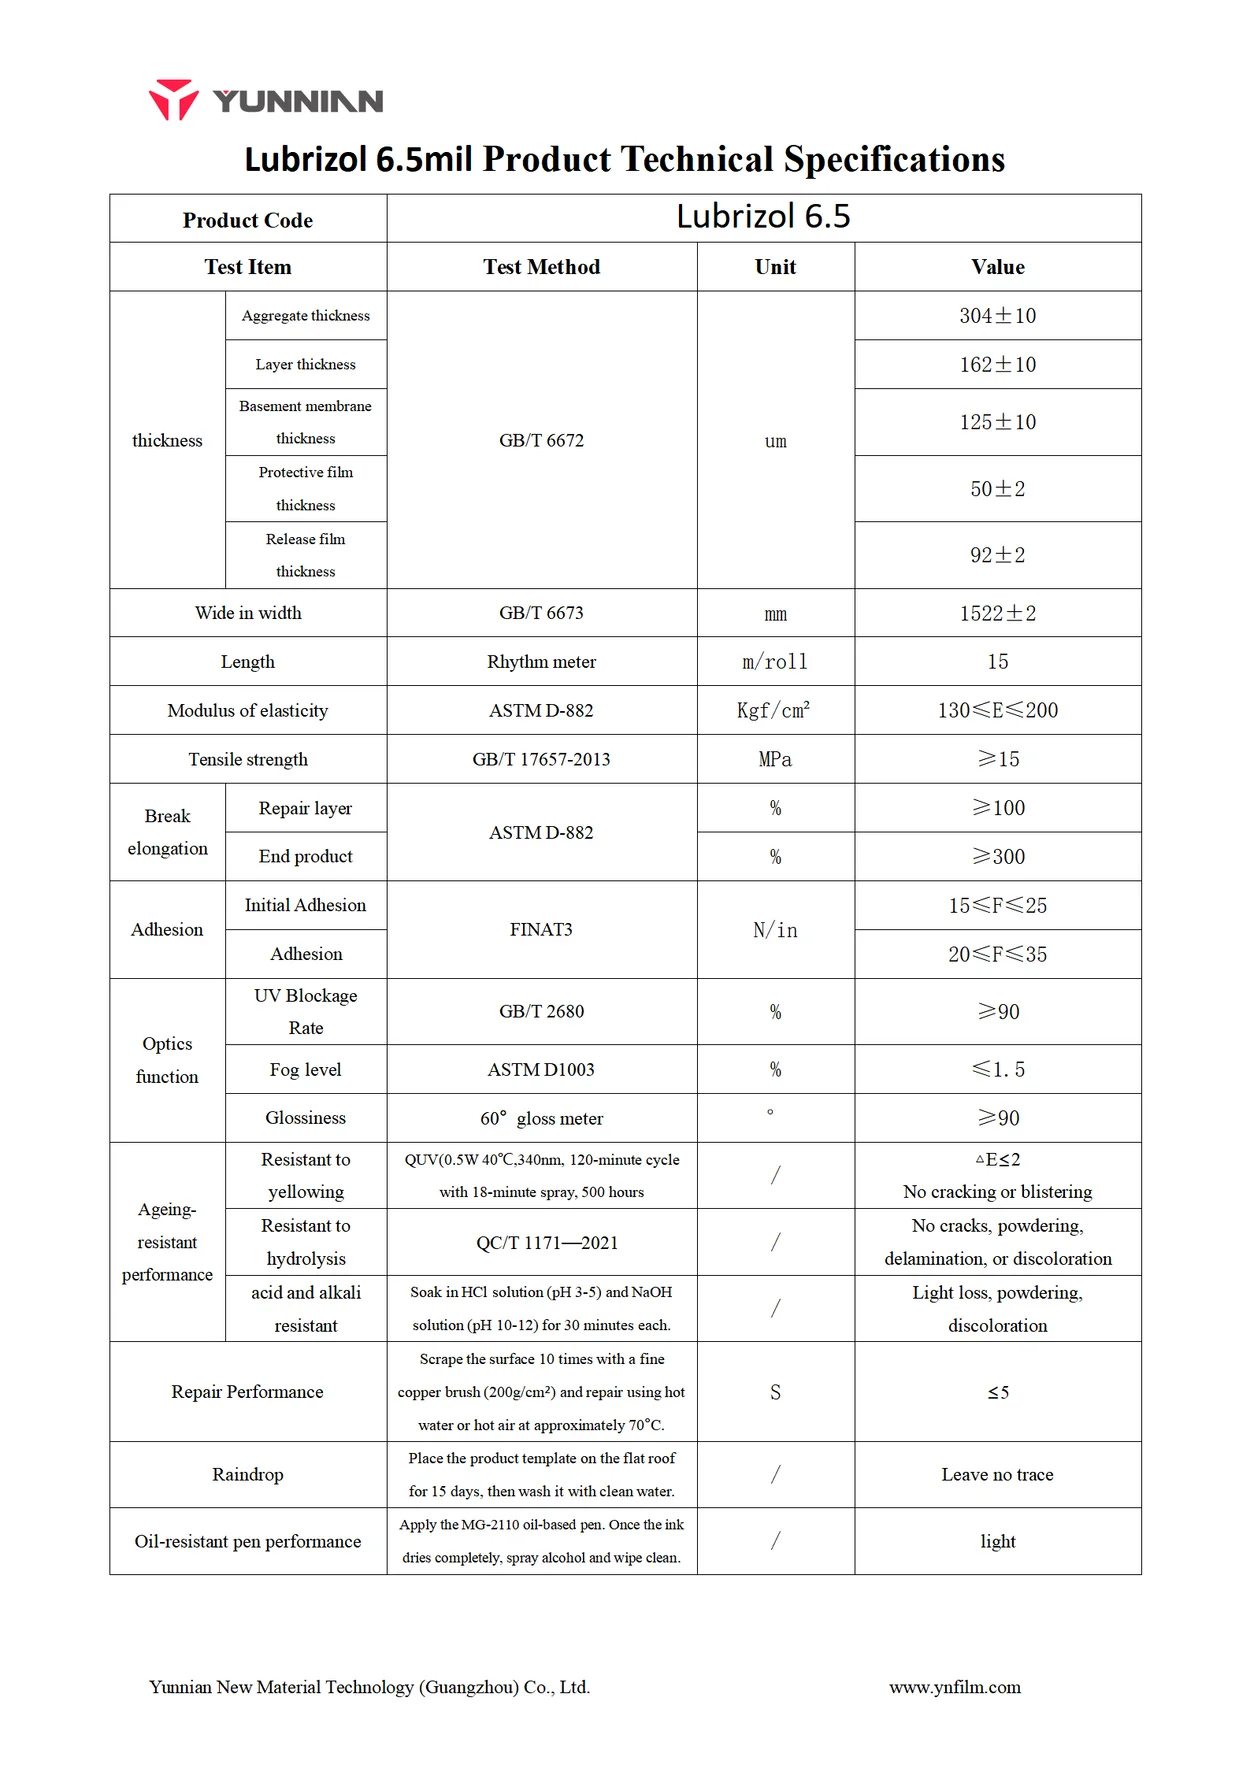 YUNNIAN
Lubrizol 6.5mil Product Technical Specifications
Product Code Lubrizol 6.5
Test Item Test Method Unit Value
thickness GB/T 6672 um
Aggregate thickness 304±10
Layer thickness 162±10
Basement membrane
thickness 125±10
Protective film
thickness 50±2
Release film
thickness 92±2
Wide in width GB/T 6673 mm 1522±2
Length Rhythm meter m/roll 15
Modulus of elasticity ASTM D-882 Kgf/cm² 130≤E≤200
Tensile strength GB/T 17657-2013 MPa ≥15
Break
elongation ASTM D-882
Repair layer % ≥100
End product % ≥300
Adhesion FINAT3 N/in
Initial Adhesion 15≤F≤25
Adhesion 20≤F≤35
Optics
function
UV Blockage
Rate GB/T 2680 % ≥90
Fog level ASTM D1003 % ≤1.5
Glossiness 60° gloss meter ° ≥90
Ageing-
resistant
performance
Resistant to
yellowing
QUV(0.5W 40℃,340nm, 120-minute cycle
with 18-minute spray, 500 hours
/
△E≤2
No cracking or blistering
Resistant to
hydrolysis
QC/T 1171—2021
/
No cracks, powdering,
delamination, or discoloration
acid and alkali
resistant
Soak in HCl solution (pH 3-5) and NaOH
solution (pH 10-12) for 30 minutes each.
/
Light loss, powdering,
discoloration
Repair Performance
Scrape the surface 10 times with a fine
copper brush (200g/cm²) and repair using hot
water or hot air at approximately 70°C.
S
≤5
Raindrop
Place the product template on the flat roof
for 15 days, then wash it with clean water.
/
Leave no trace
Oil-resistant pen performance
Apply the MG-2110 oil-based pen. Once the ink
dries completely, spray alcohol and wipe clean.
/
light
Yunnian New Material Technology (Guangzhou) Co., Ltd. www.ynfilm.com